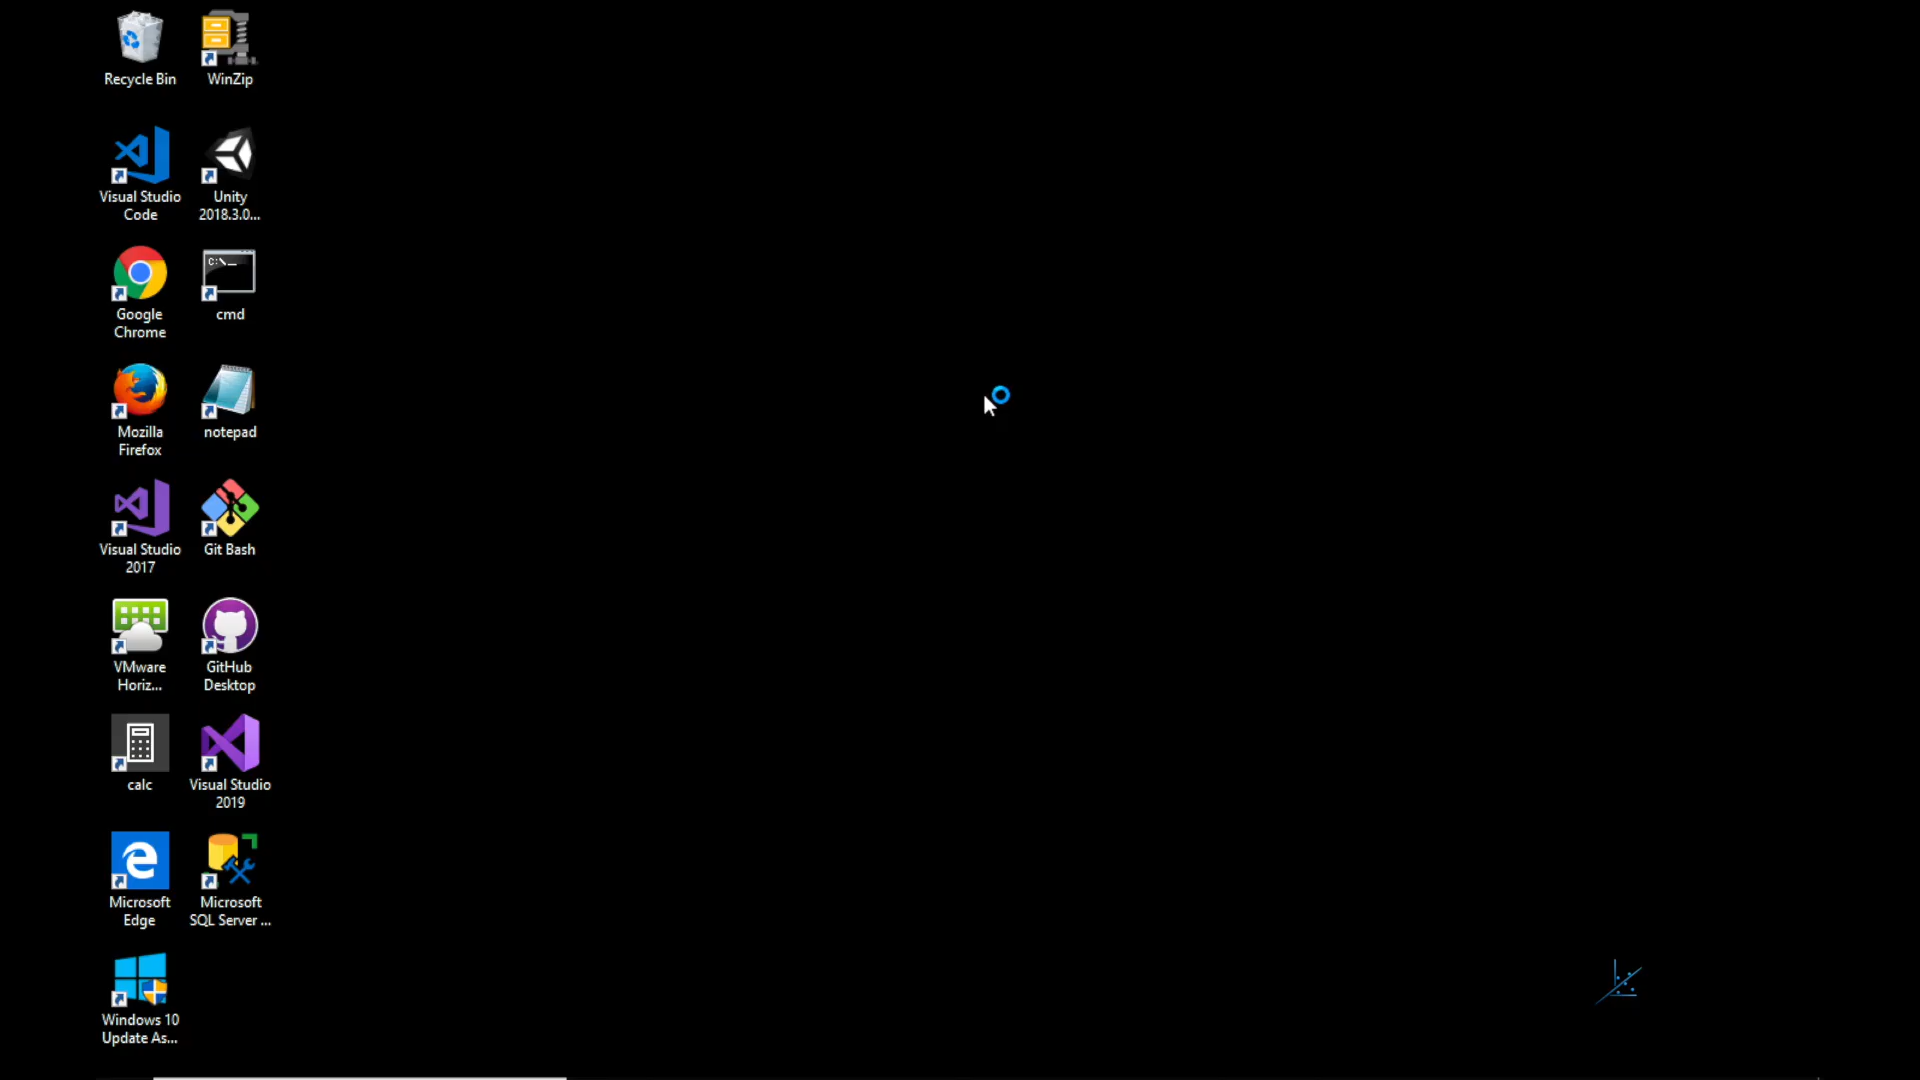 Recycle Bin
WinZip
Visual Studio
Code
Unity
2018.3.0...
Google
Chrome
C:\_
cmd
Mozilla
Firefox
notepad
Visual Studio
2017
Git Bash
VMware
Horiz...
GitHub
Desktop
calc
Visual Studio
2019
Microsoft
Edge
Microsoft
SQL Server ...
Windows 10
Update As...